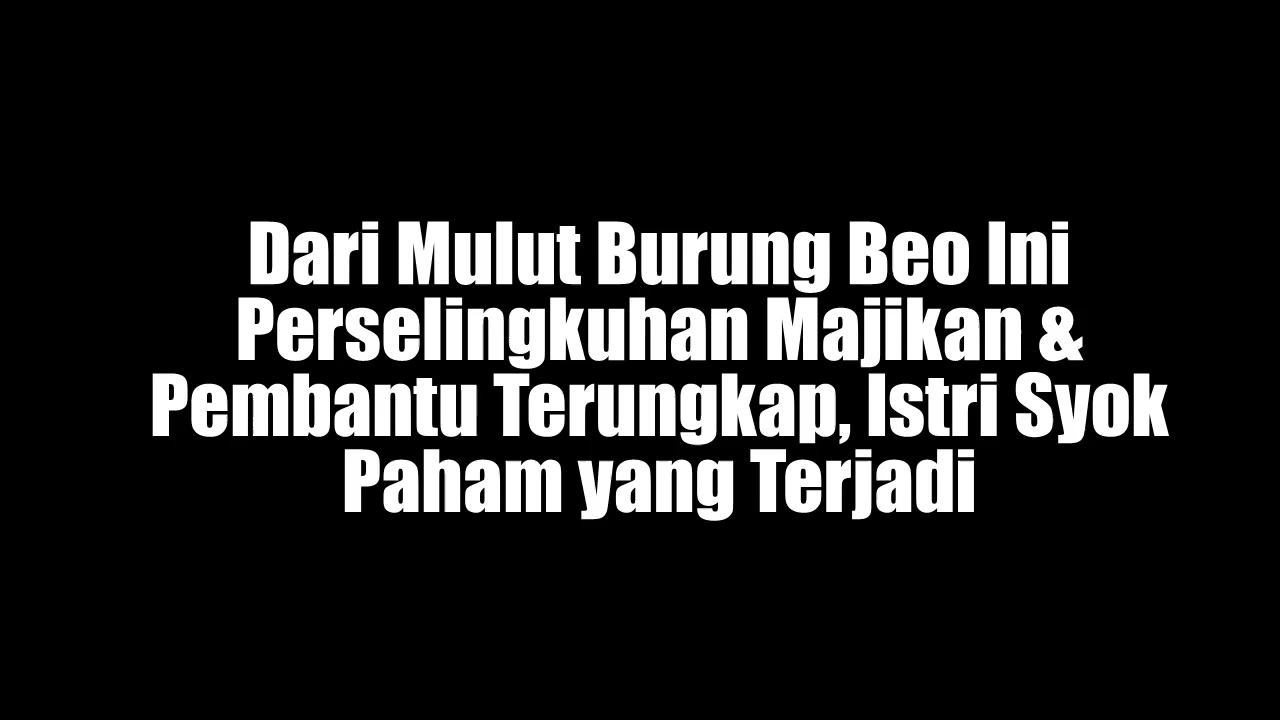 Dari Mulut Burung Beo Ini
Perselingkuhan Majikan &
Pembantu Terungkap, Istri Syok
Paham yang Terjadi